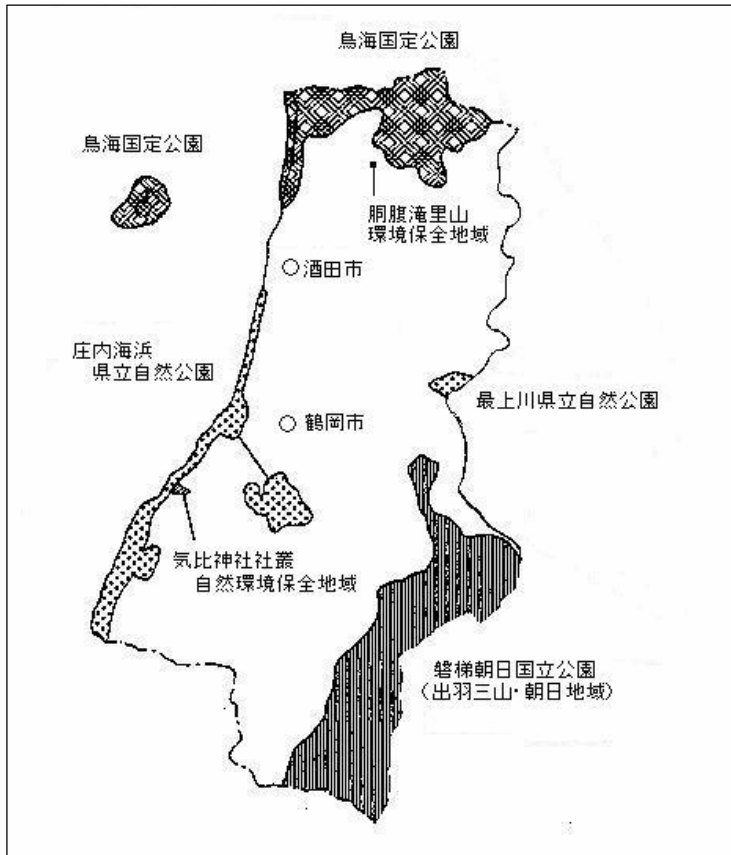 鳥海国定公園
鳥海国定公園
胴腹滝里山
環境保全地域
酒田市
庄内海浜
県立自然公園
最上川県立自然公園
鶴岡市
気比神社社叢
自然環境保全地域
磐梯朝日国立公園
(出羽三山・朝日地域)